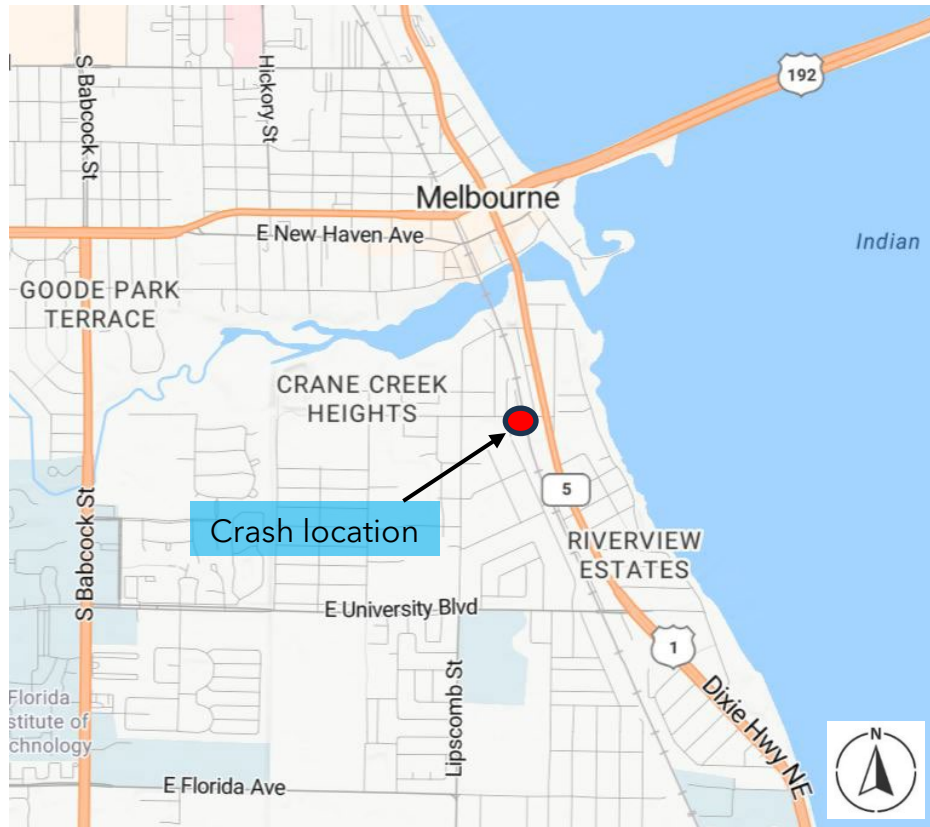 S Babcock St
Hickory St
192
Melbourne
E New Haven Ave
Indian
GOODE PARK
TERRACE
CRANE CREEK
HEIGHTS
5
Crash location
RIVERVIEW
ESTATES
S Babcock St
E University Blvd
1
Lipscomb St
Dixie Hwy NE
Florida
stitute of
chnology
E Florida Ave
N